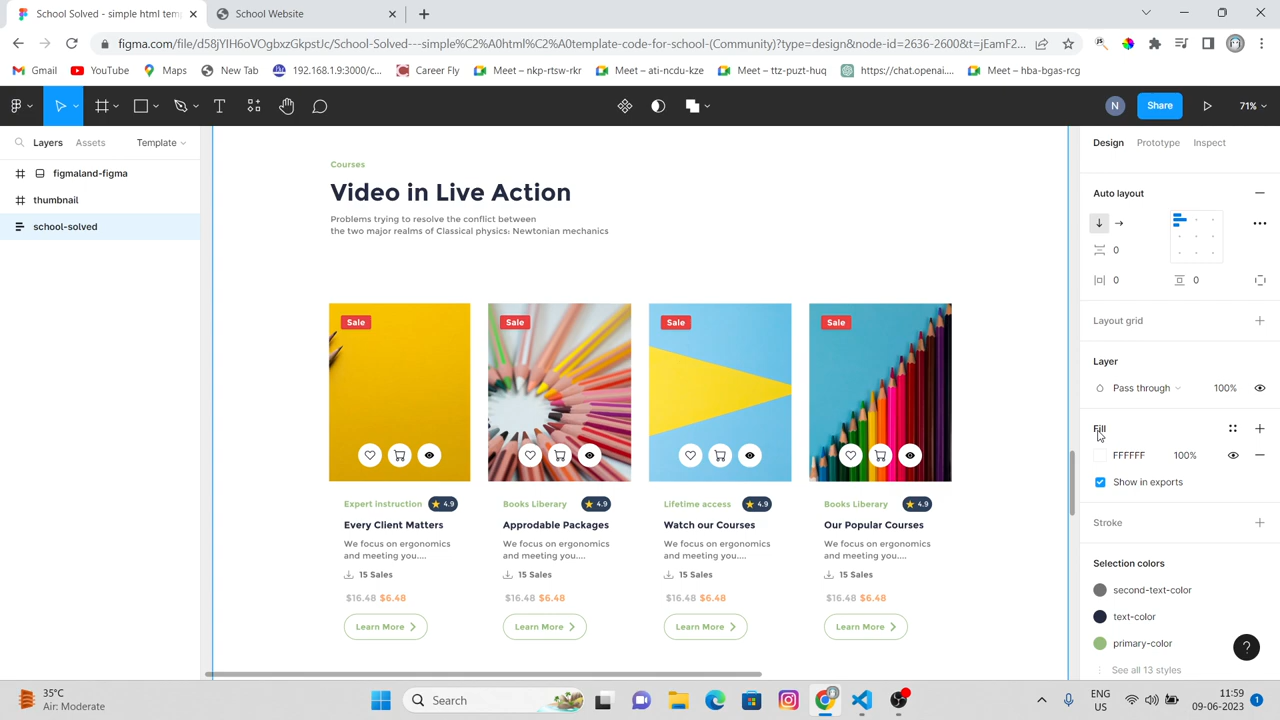 School Solved - simple html tem
School Website
figma.com/file/d58jYIH6oVOgbxzGkpstJc/School-Solved---simple%C2%A0html%C2%A0template-code-for-school-(Community)?type=design&node-id=2636-2600&t=jEamF2...
Gmail
YouTube
Maps
New Tab
192.168.1.9:3000/c...
Career Fly
Meet – nkp-rtsw-rkr
Meet – ati-ncdu-kze
Meet – ttz-puzt-huq
https://chat.openai....
Meet – hba-bgas-rcg
N
Share
71%
Layers
Assets
Template
figmaland-figma
thumbnail
school-solved
Courses
Video in Live Action
Problems trying to resolve the conflict between
the two major realms of Classical physics: Newtonian mechanics
Sale
Sale
Sale
Sale
Expert instruction
4.9
Books Liberary
4.9
Lifetime access
4.9
Books Liberary
4.9
Every Client Matters
Approdable Packages
Watch our Courses
Our Popular Courses
We focus on ergonomics
and meeting you....
We focus on ergonomics
and meeting you....
We focus on ergonomics
and meeting you....
We focus on ergonomics
and meeting you....
15 Sales
15 Sales
15 Sales
15 Sales
$16.48 $6.48
$16.48 $6.48
$16.48 $6.48
$16.48 $6.48
Learn More
Learn More
Learn More
Learn More
Design
Prototype
Inspect
Auto layout
0
0
0
Layout grid
Layer
Pass through
100%
Fill
FFFFFF
100%
Show in exports
Stroke
Selection colors
second-text-color
text-color
primary-color
See all 13 styles
?
35°C
Air: Moderate
Search
ENG
IN
11:59
09-06-2023
1